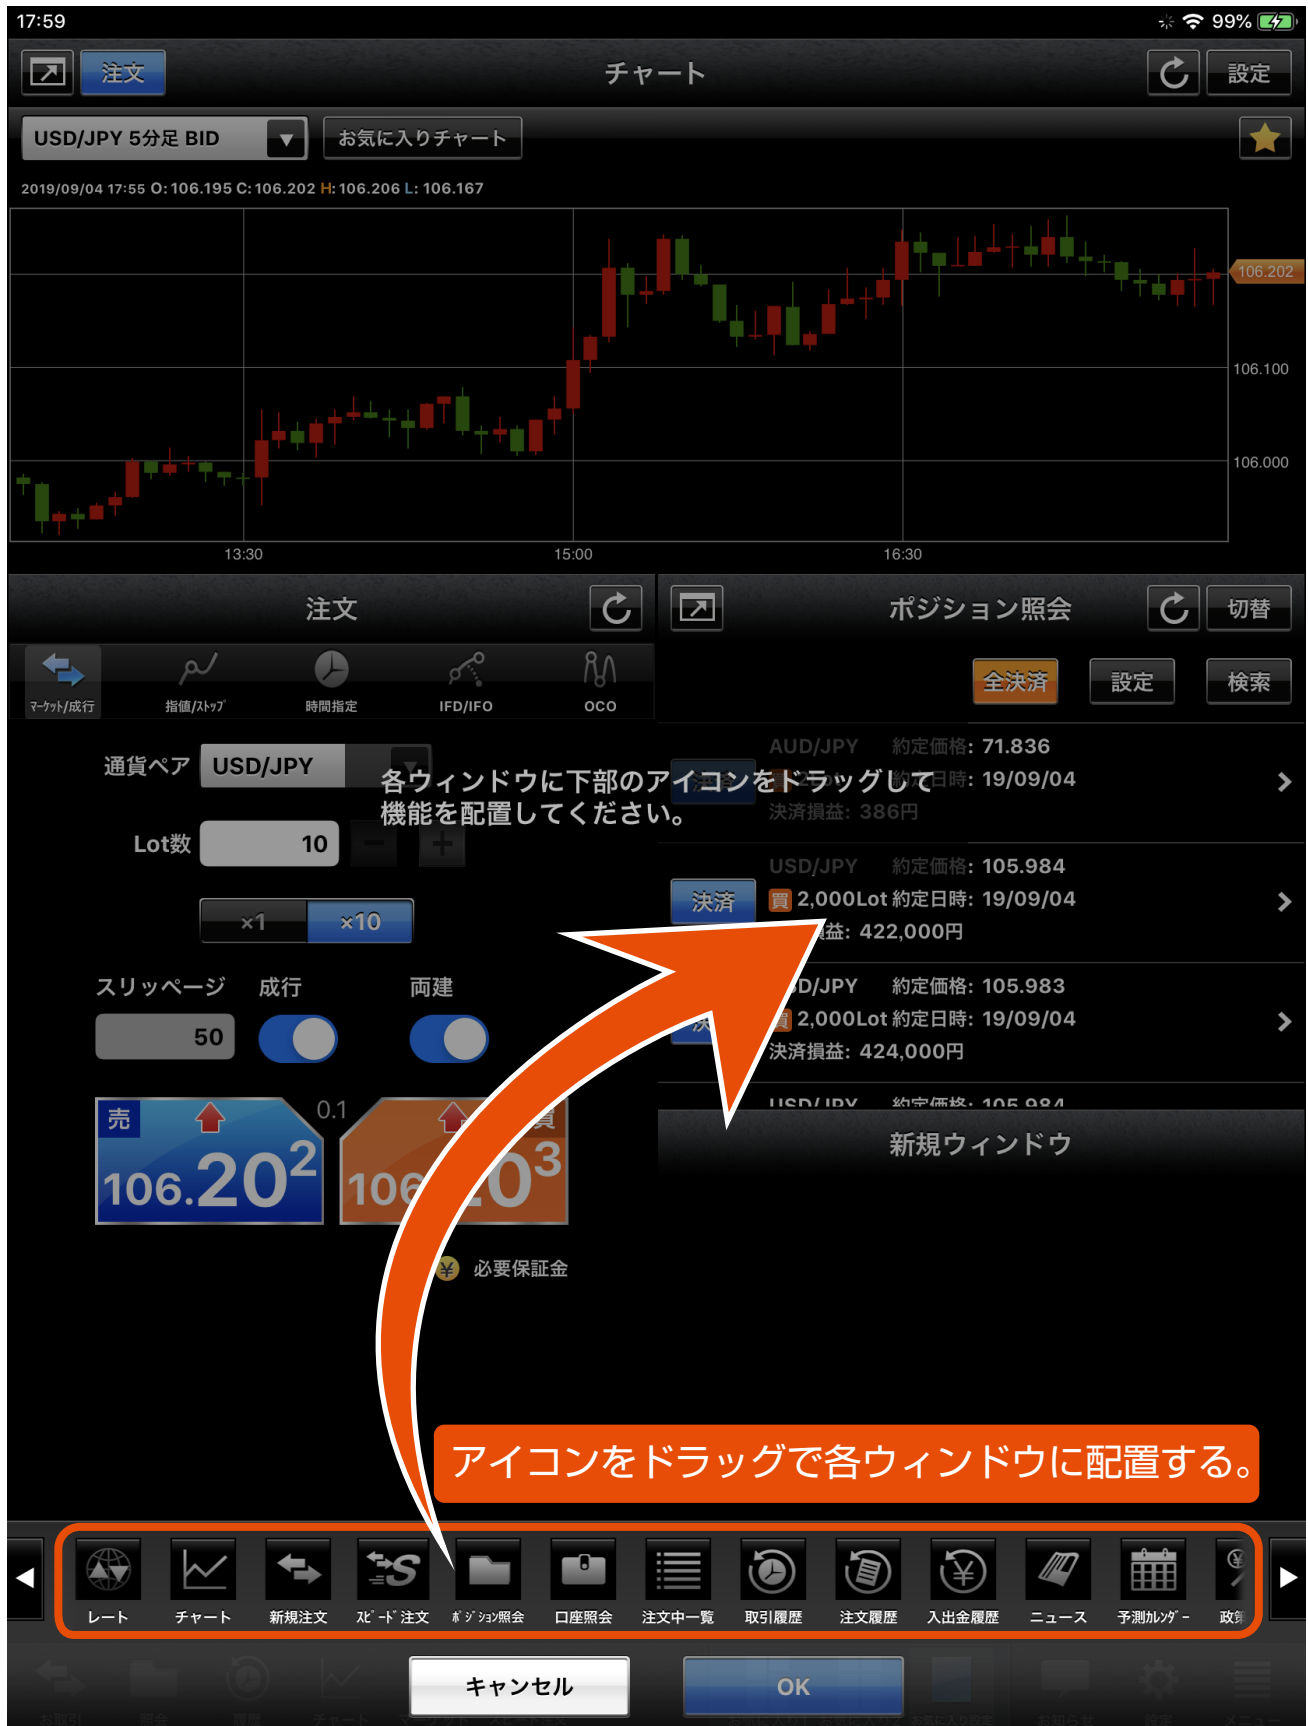 17:59 99%
注文 チャート 設定
USD/JPY 5分足 BID ▼ お気に入りチャート
2019/09/04 17:55 O:106.195 C:106.202 H:106.206 L:106.167
106.202
106.100
106.000
13:30 15:00 16:30
注文
ポジション照会 切替
全決済 設定 検索
マーケット/成行 指値/ストップ 時間指定 IFD/IFO OCO
通貨ペア USD/JPY
各ウィンドウに下部のアイコンをドラッグして
機能を配置してください。
Lot数 10 − +
×1 ×10
スリッページ 成行 両建
50
売 106.202 0.1
必要保証金
AUD/JPY 約定価格: 71.836
約定日時: 19/09/04
決済損益: 386円
USD/JPY 約定価格: 105.984
決済 買 2,000Lot 約定日時: 19/09/04
損益: 422,000円
約定価格: 105.983
2,000Lot 約定日時: 19/09/04
決済損益: 424,000円
USD/JPY 約定価格: 105.984
新規ウィンドウ
アイコンをドラッグで各ウィンドウに配置する。
レート チャート 新規注文 スピード注文 ポジション照会 口座照会 注文中一覧 取引履歴 注文履歴 入出金履歴 ニュース 予測カレンダー
キャンセル OK